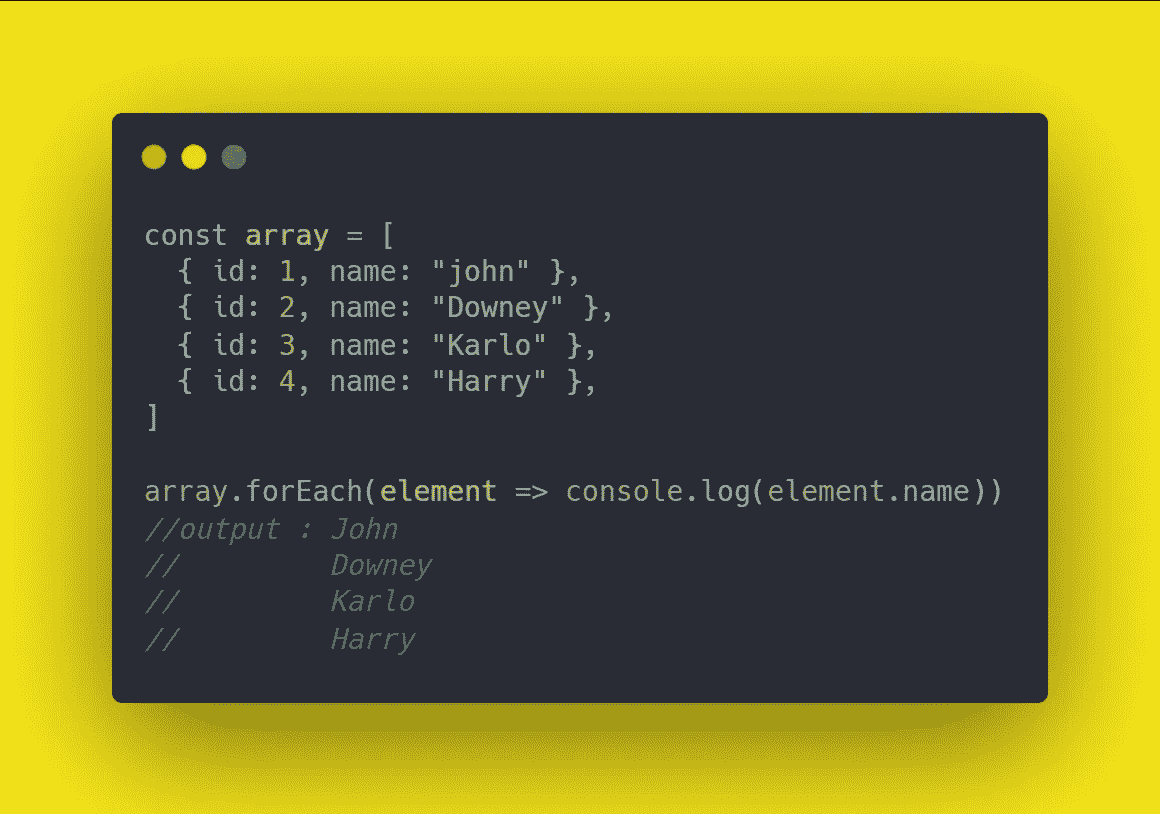 const array = [
  { id: 1, name: "john" },
  { id: 2, name: "Downey" },
  { id: 3, name: "Karlo" },
  { id: 4, name: "Harry" },
]
array.forEach(element => console.log(element.name))
//output : John
//         Downey
//         Karlo
//         Harry